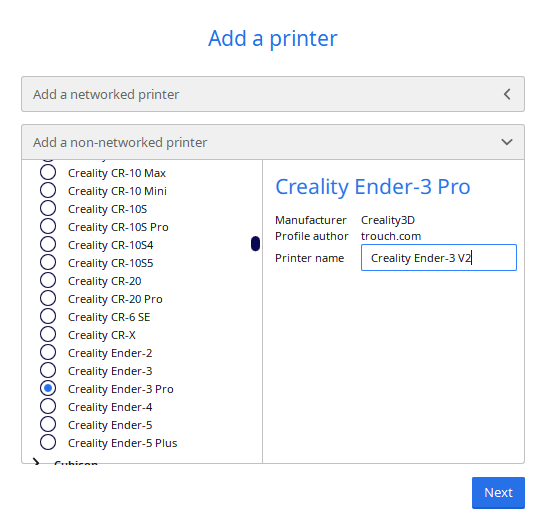 Add a printer
Add a networked printer
Add a non-networked printer
Creality CR-10 Max
Creality CR-10 Mini
Creality CR-10S
Creality CR-10S Pro
Creality CR-10S4
Creality CR-10S5
Creality CR-20
Creality CR-20 Pro
Creality CR-6 SE
Creality CR-X
Creality Ender-2
Creality Ender-3
Creality Ender-3 Pro
Creality Ender-4
Creality Ender-5
Creality Ender-5 Plus
Cubicon
Creality Ender-3 Pro
Manufacturer Creality3D
Profile author trouch.com
Printer name Creality Ender-3 V2
Next